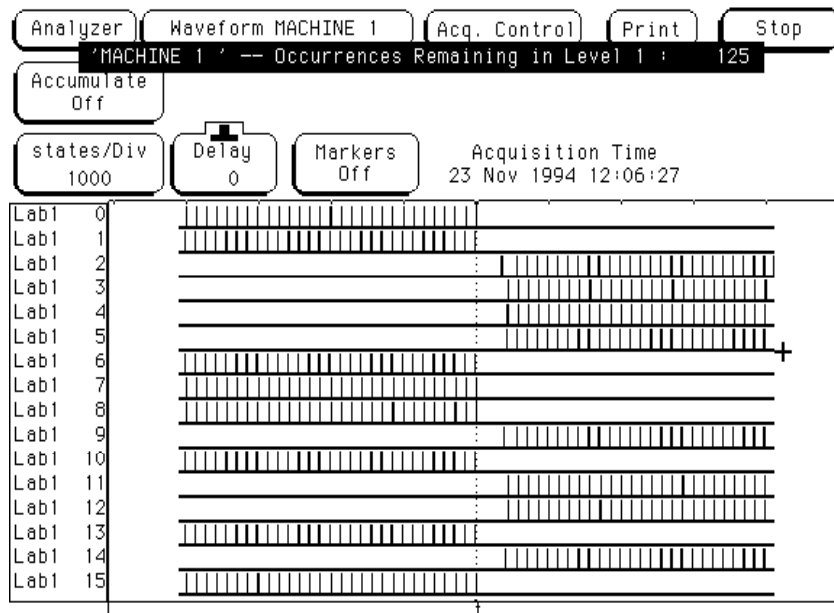 Analyzer Waveform MACHINE 1 Acq. Control Print Stop
'MACHINE 1 ' -- Occurrences Remaining in Level 1 : 125
Accumulate
Off
states/Div Delay Markers Acquisition Time
1000 0 Off 23 Nov 1994 12:06:27
Lab1 0
Lab1 1
Lab1 2
Lab1 3
Lab1 4
Lab1 5
Lab1 6
Lab1 7
Lab1 8
Lab1 9
Lab1 10
Lab1 11
Lab1 12
Lab1 13
Lab1 14
Lab1 15